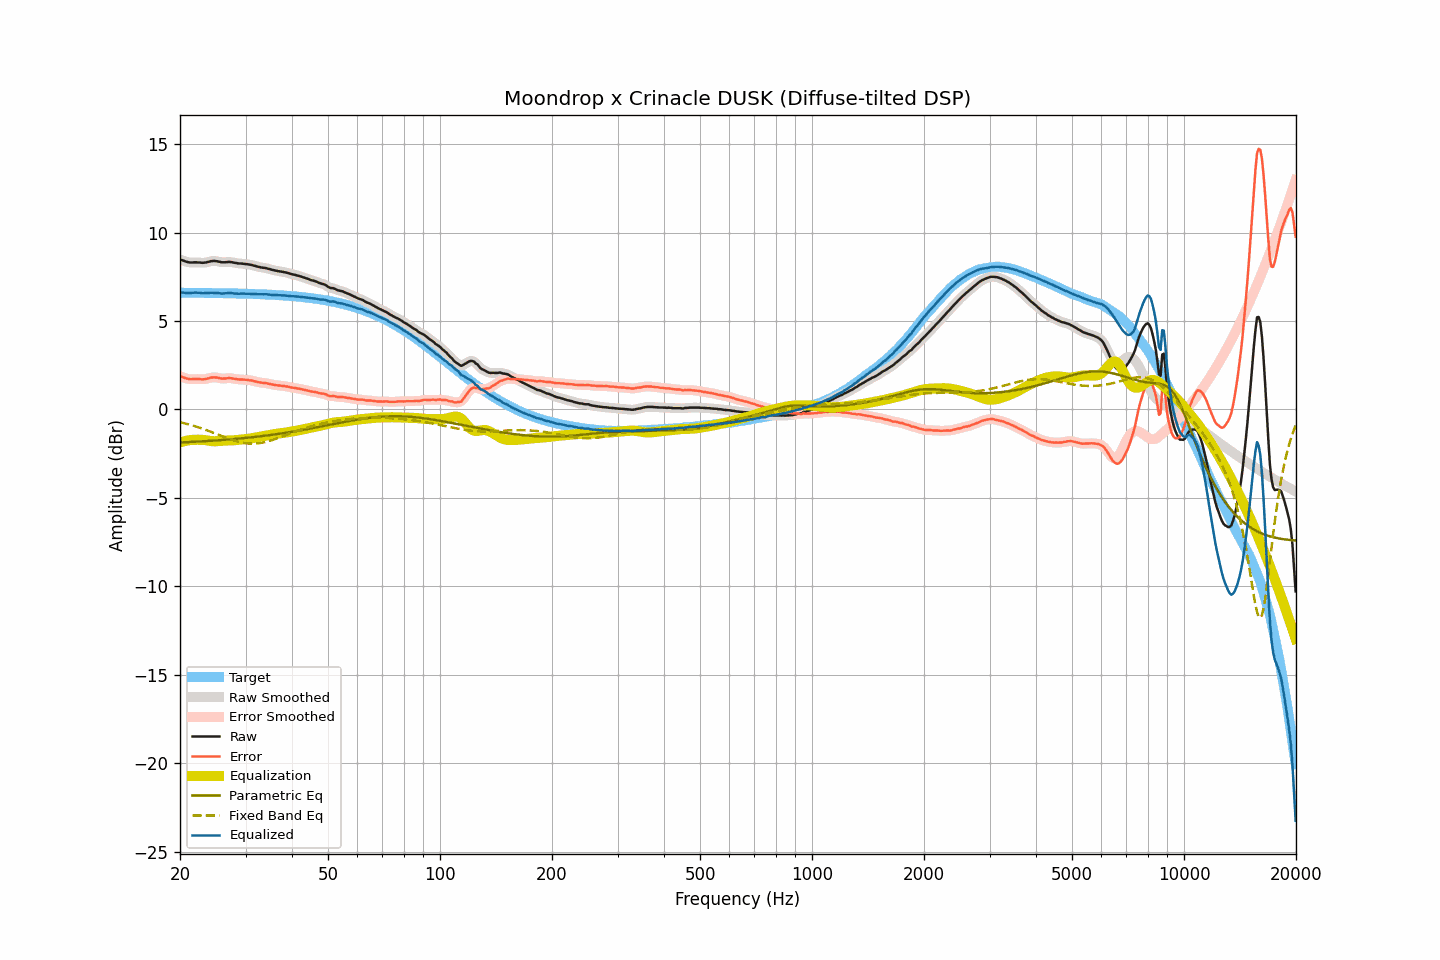 Moondrop x Crinacle DUSK (Diffuse-tilted DSP)
15
10
5
0
−5
−10
−15
−20
−25
Amplitude (dBr)
Target
Raw Smoothed
Error Smoothed
Raw
Error
Equalization
Parametric Eq
Fixed Band Eq
Equalized
20 50 100 200 500 1000 2000 5000 10000 20000
Frequency (Hz)